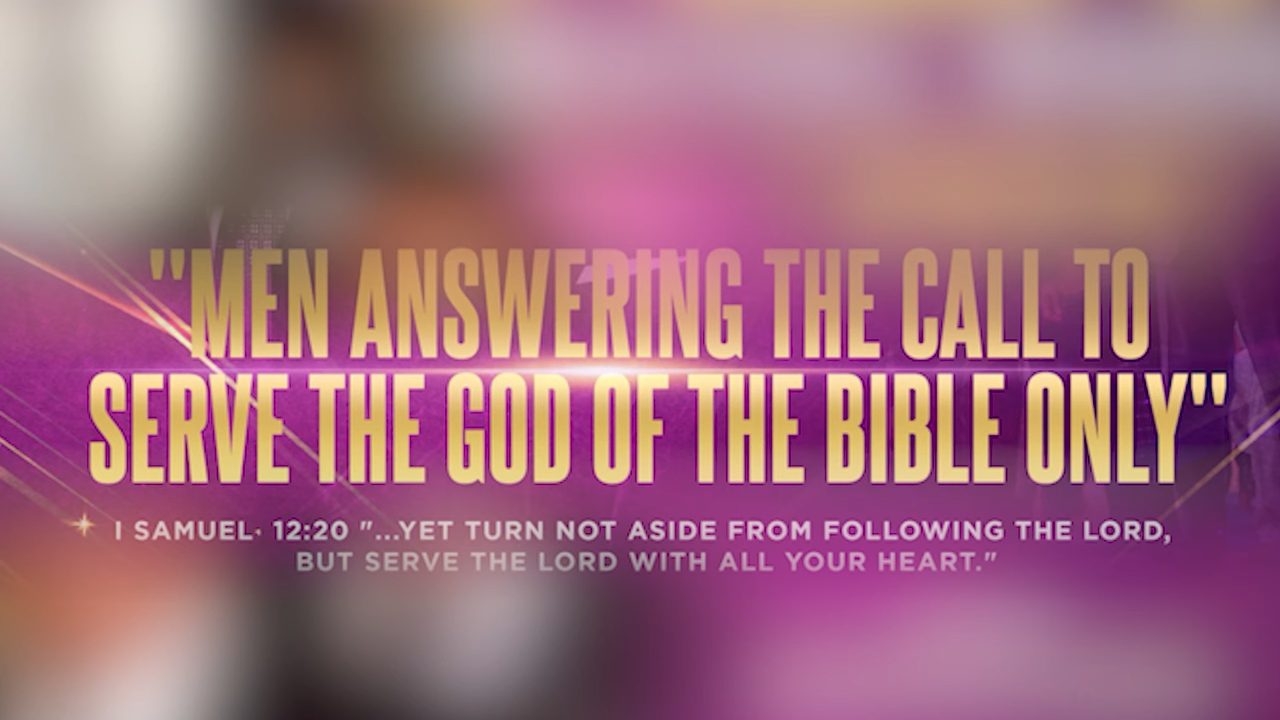 "MEN ANSWERING THE CALL TO
SERVE THE GOD OF THE BIBLE ONLY"
I SAMUEL· 12:20 "...YET TURN NOT ASIDE FROM FOLLOWING THE LORD,
BUT SERVE THE LORD WITH ALL YOUR HEART."